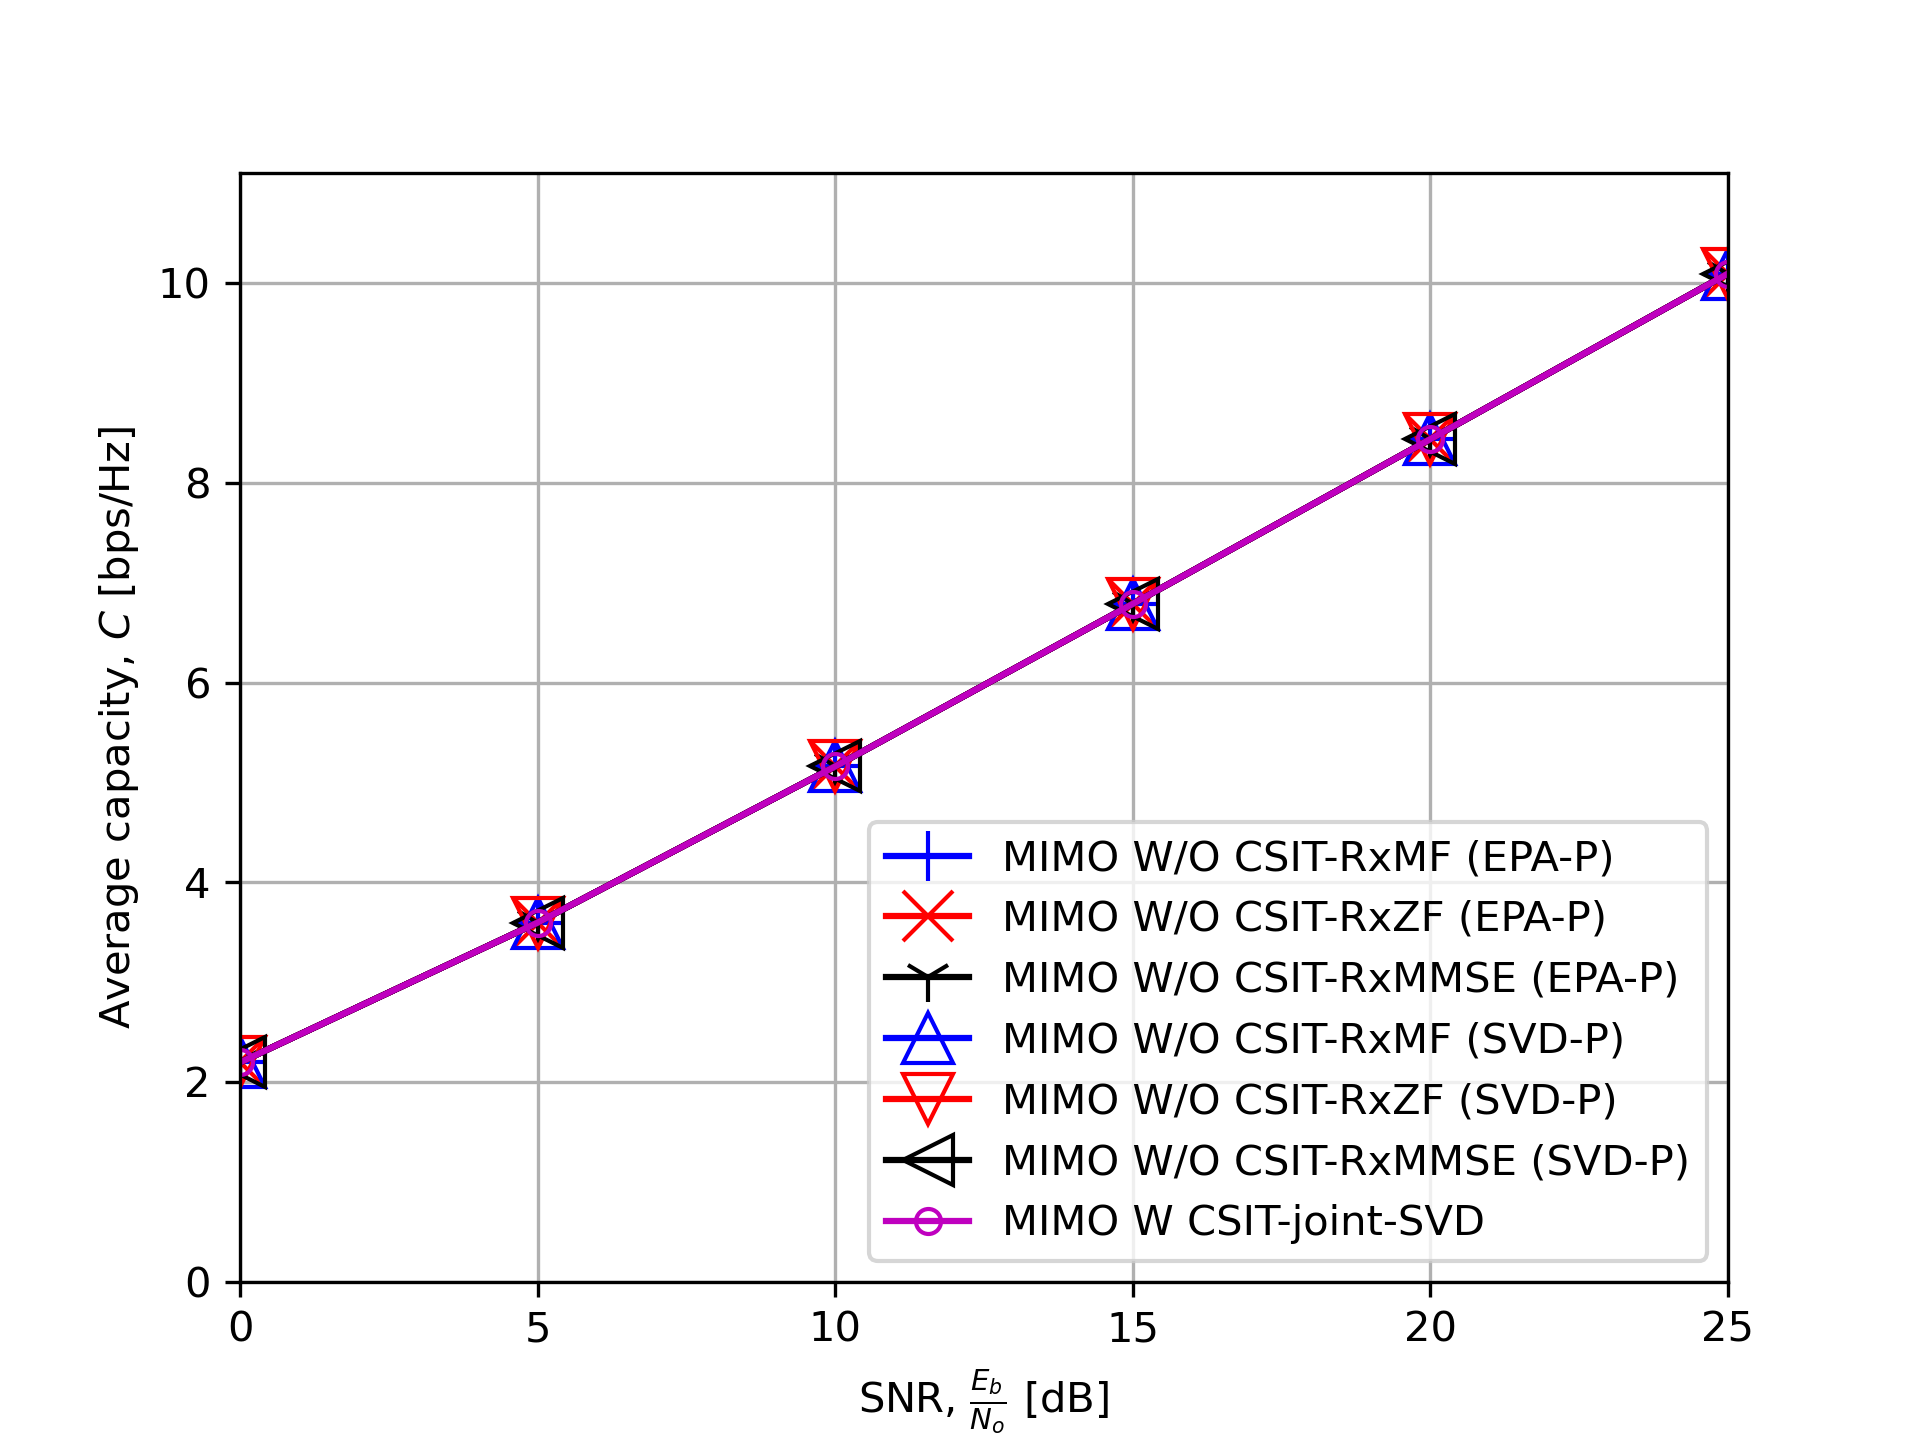 10
8
6
4
2
0
0 5 10 15 20 25
Average capacity, C [bps/Hz]
SNR, E_b/N_o [dB]
MIMO W/O CSIT-RxMF (EPA-P)
MIMO W/O CSIT-RxZF (EPA-P)
MIMO W/O CSIT-RxMMSE (EPA-P)
MIMO W/O CSIT-RxMF (SVD-P)
MIMO W/O CSIT-RxZF (SVD-P)
MIMO W/O CSIT-RxMMSE (SVD-P)
MIMO W CSIT-joint-SVD